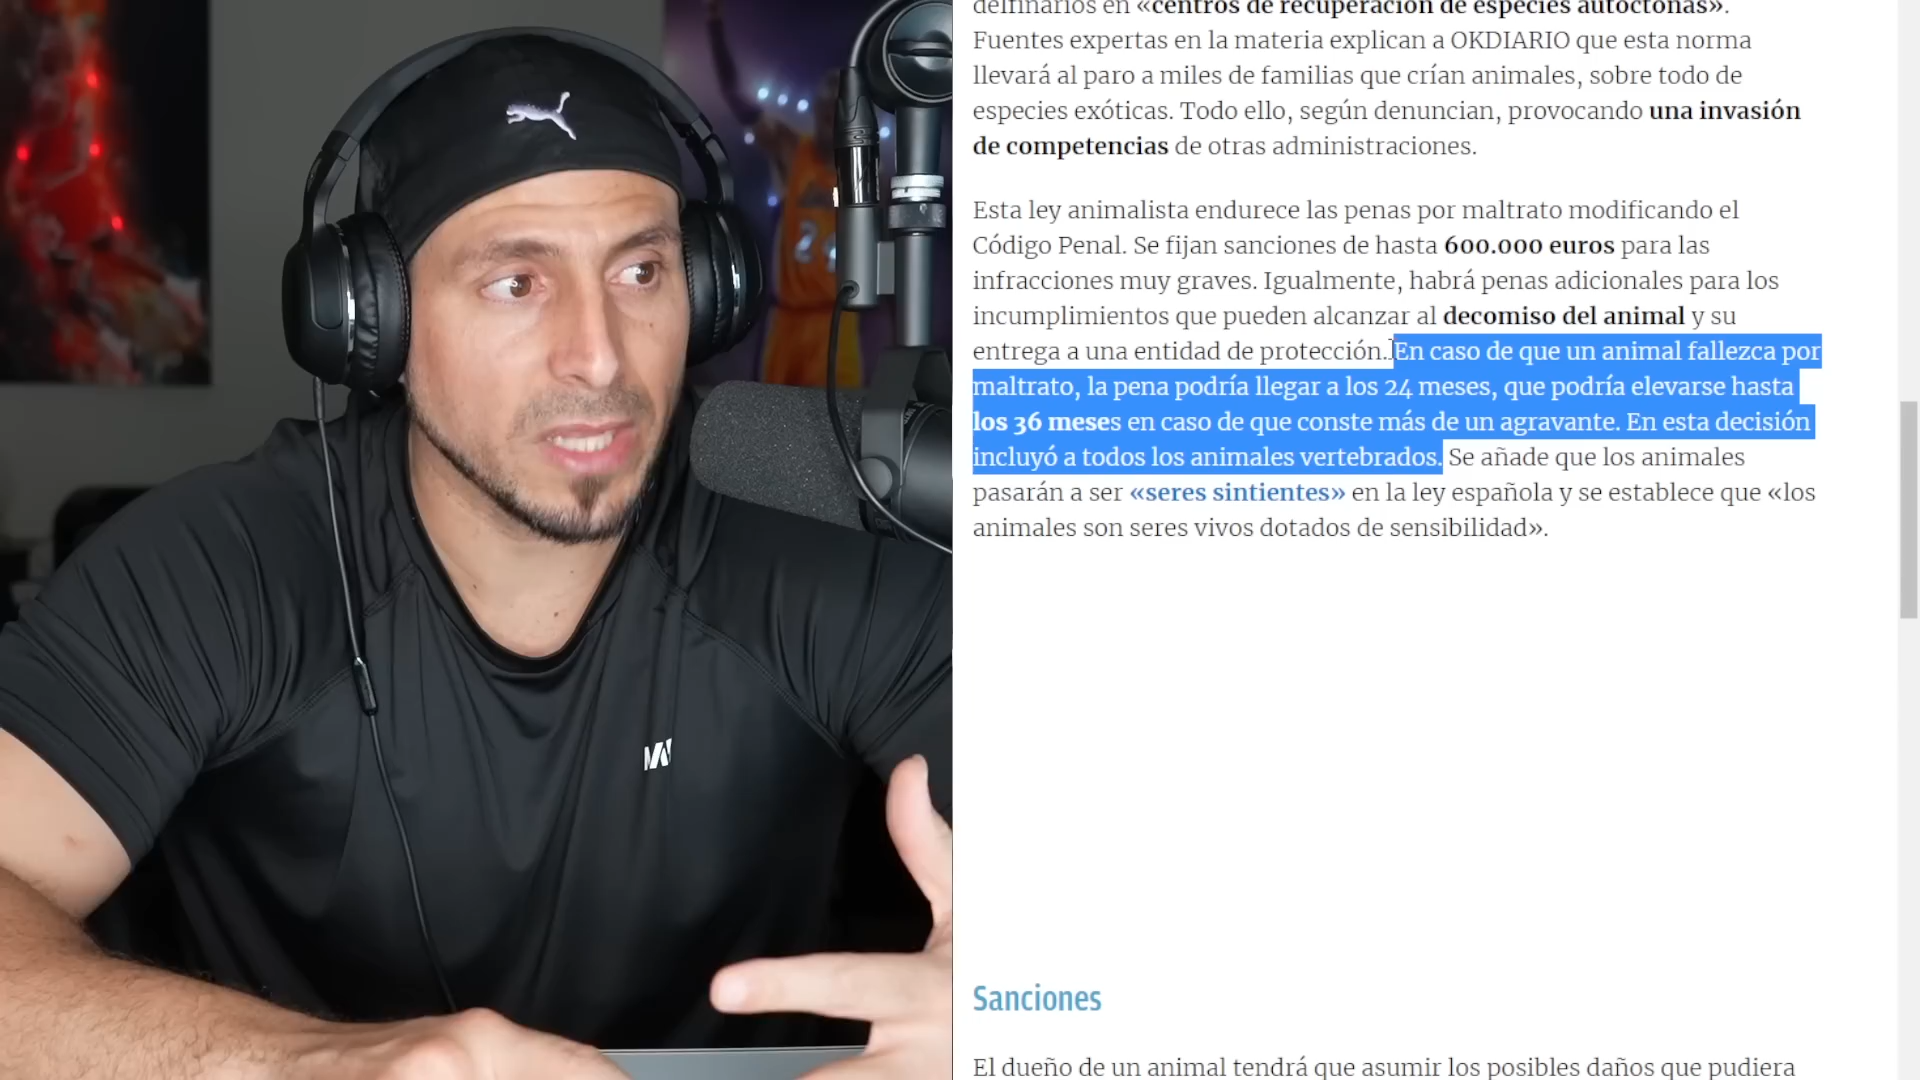 delfinarios en «centros de recuperación de especies autóctonas».
Fuentes expertas en la materia explican a OKDIARIO que esta norma
llevará al paro a miles de familias que crían animales, sobre todo de
especies exóticas. Todo ello, según denuncian, provocando una invasión
de competencias de otras administraciones.
Esta ley animalista endurece las penas por maltrato modificando el
Código Penal. Se fijan sanciones de hasta 600.000 euros para las
infracciones muy graves. Igualmente, habrá penas adicionales para los
incumplimientos que pueden alcanzar al decomiso del animal y su
entrega a una entidad de protección. En caso de que un animal fallezca por
maltrato, la pena podría llegar a los 24 meses, que podría elevarse hasta
los 36 meses en caso de que conste más de un agravante. En esta decisión
incluyó a todos los animales vertebrados. Se añade que los animales
pasarán a ser «seres sintientes» en la ley española y se establece que «los
animales son seres vivos dotados de sensibilidad».
Sanciones
El dueño de un animal tendrá que asumir los posibles daños que pudiera